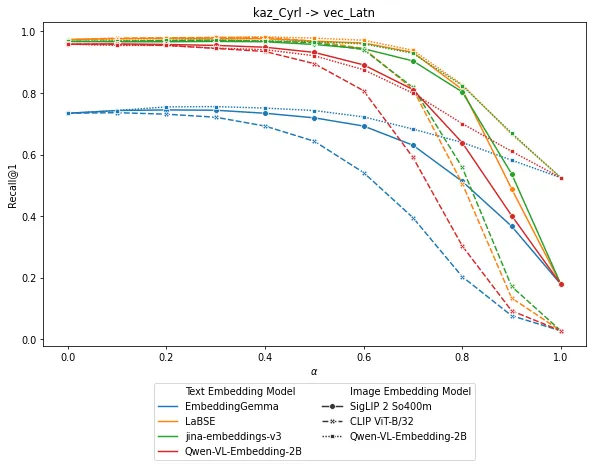 kaz_Cyrl -> vec_Latn
Recall@1
1.0
0.8
0.6
0.4
0.2
0.0
0.0 0.2 0.4 0.6 0.8 1.0
α
Text Embedding Model
EmbeddingGemma
LaBSE
jina-embeddings-v3
Qwen-VL-Embedding-2B
Image Embedding Model
SigLIP 2 So400m
CLIP ViT-B/32
Qwen-VL-Embedding-2B